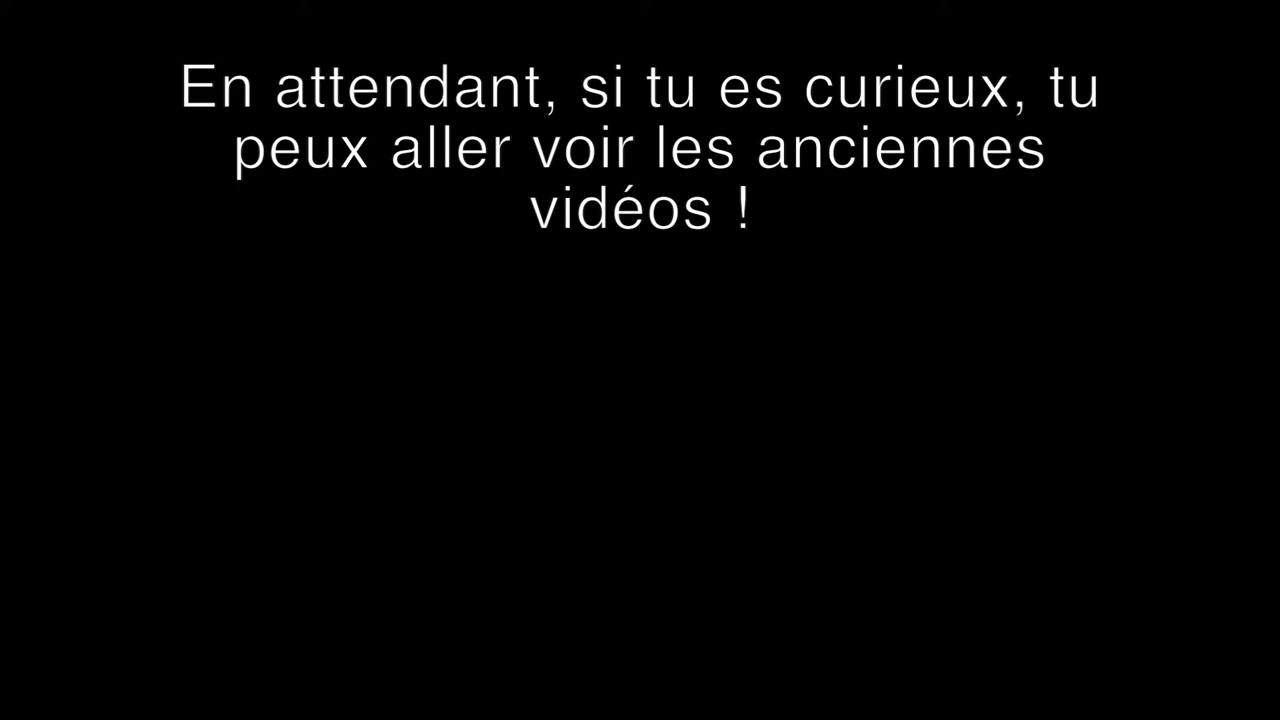 En attendant, si tu es curieux, tu
peux aller voir les anciennes
vidéos !